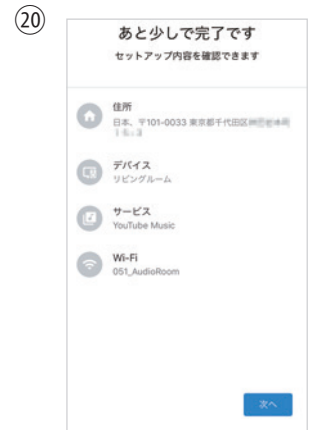 ⑳
あと少しで完了です
セットアップ内容を確認できます
住所
日本、〒101-0033 東京都千代田区
デバイス
リビングルーム
サービス
YouTube Music
Wi-Fi
051_AudioRoom
次へ